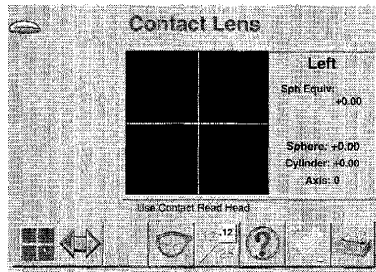 Contact Lens
Left
Sph Equiv:
+0.00
Sphere: +0.00
Cylinder: +0.00
Axis: 0
Use Contact Read Head
.12
?